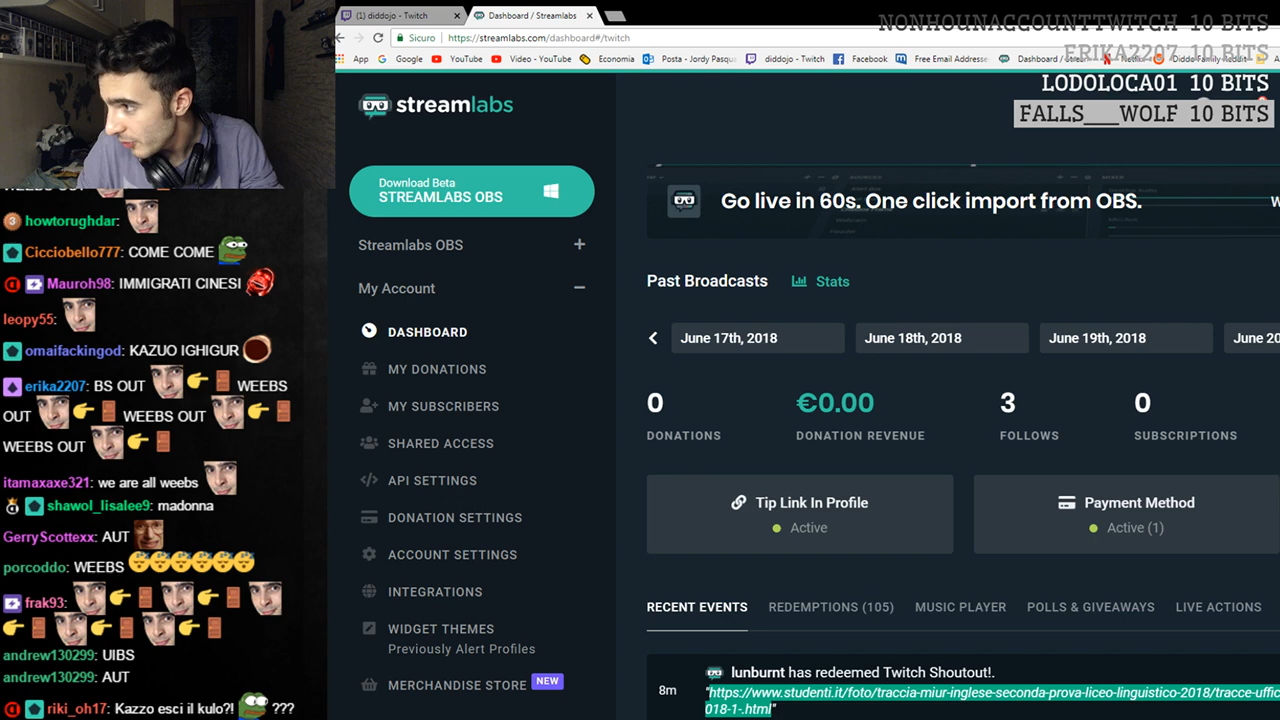 (1) diddojo - Twitch
Dashboard / Streamlabs
Sicuro
https://streamlabs.com/dashboard#/twitch
App
Google
YouTube
Video - YouTube
Economia
Posta - Jordy Pasqu
diddojo - Twitch
Facebook
Free Email Addresse
Dashboard / Stream
NONHOUNACCOUNTTWITCH 10 BITS
ERIKA2207 10 BITS
LODOLOCA01 10 BITS
FALLS___WOLF 10 BITS
streamlabs
Download Beta
STREAMLABS OBS
Streamlabs OBS
My Account
DASHBOARD
MY DONATIONS
MY SUBSCRIBERS
SHARED ACCESS
API SETTINGS
DONATION SETTINGS
ACCOUNT SETTINGS
INTEGRATIONS
WIDGET THEMES
Previously Alert Profiles
MERCHANDISE STORE NEW
Go live in 60s. One click import from OBS.
Past Broadcasts
Stats
June 17th, 2018
June 18th, 2018
June 19th, 2018
June 20
0
DONATIONS
€0.00
DONATION REVENUE
3
FOLLOWS
0
SUBSCRIPTIONS
Tip Link In Profile
Active
Payment Method
Active (1)
RECENT EVENTS
REDEMPTIONS (105)
MUSIC PLAYER
POLLS & GIVEAWAYS
LIVE ACTIONS
8m
lunburnt has redeemed Twitch Shoutout!.
"https://www.studenti.it/foto/traccia-miur-inglese-seconda-prova-liceo-linguistico-2018/tracce-uffic
018-1-.html"
WEEBS OUT
howtorughdar:
Cicciobello777: COME COME
Mauroh98: IMMIGRATI CINESI
leopy55:
omaifackingod: KAZUO IGHIGUR
erika2207: BS OUT WEEBS
OUT WEEBS OUT
WEEBS OUT
itamaxaxe321: we are all weebs
shawol_lisalee9: madonna
GerryScottexx: AUT
porcoddo: WEEBS
frak93:
andrew130299: UIBS
andrew130299: AUT
riki_oh17: Kazzo esci il kulo?! ???